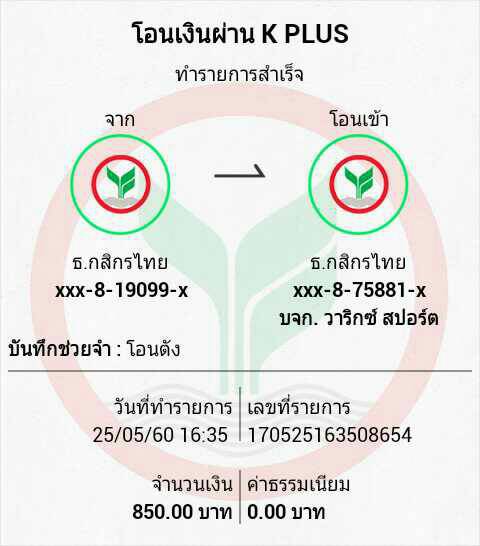 โอนเงินผ่าน K PLUS
ทำรายการสำเร็จ
จาก
โอนเข้า
ธ.กสิกรไทย
xxx-8-19099-x
ธ.กสิกรไทย
xxx-8-75881-x
บจก. วาริกซ์ สปอร์ต
บันทึกช่วยจำ : โอนดัง
วันที่ทำรายการ
25/05/60 16:35
เลขที่รายการ
170525163508654
จำนวนเงิน
850.00 บาท
ค่าธรรมเนียม
0.00 บาท